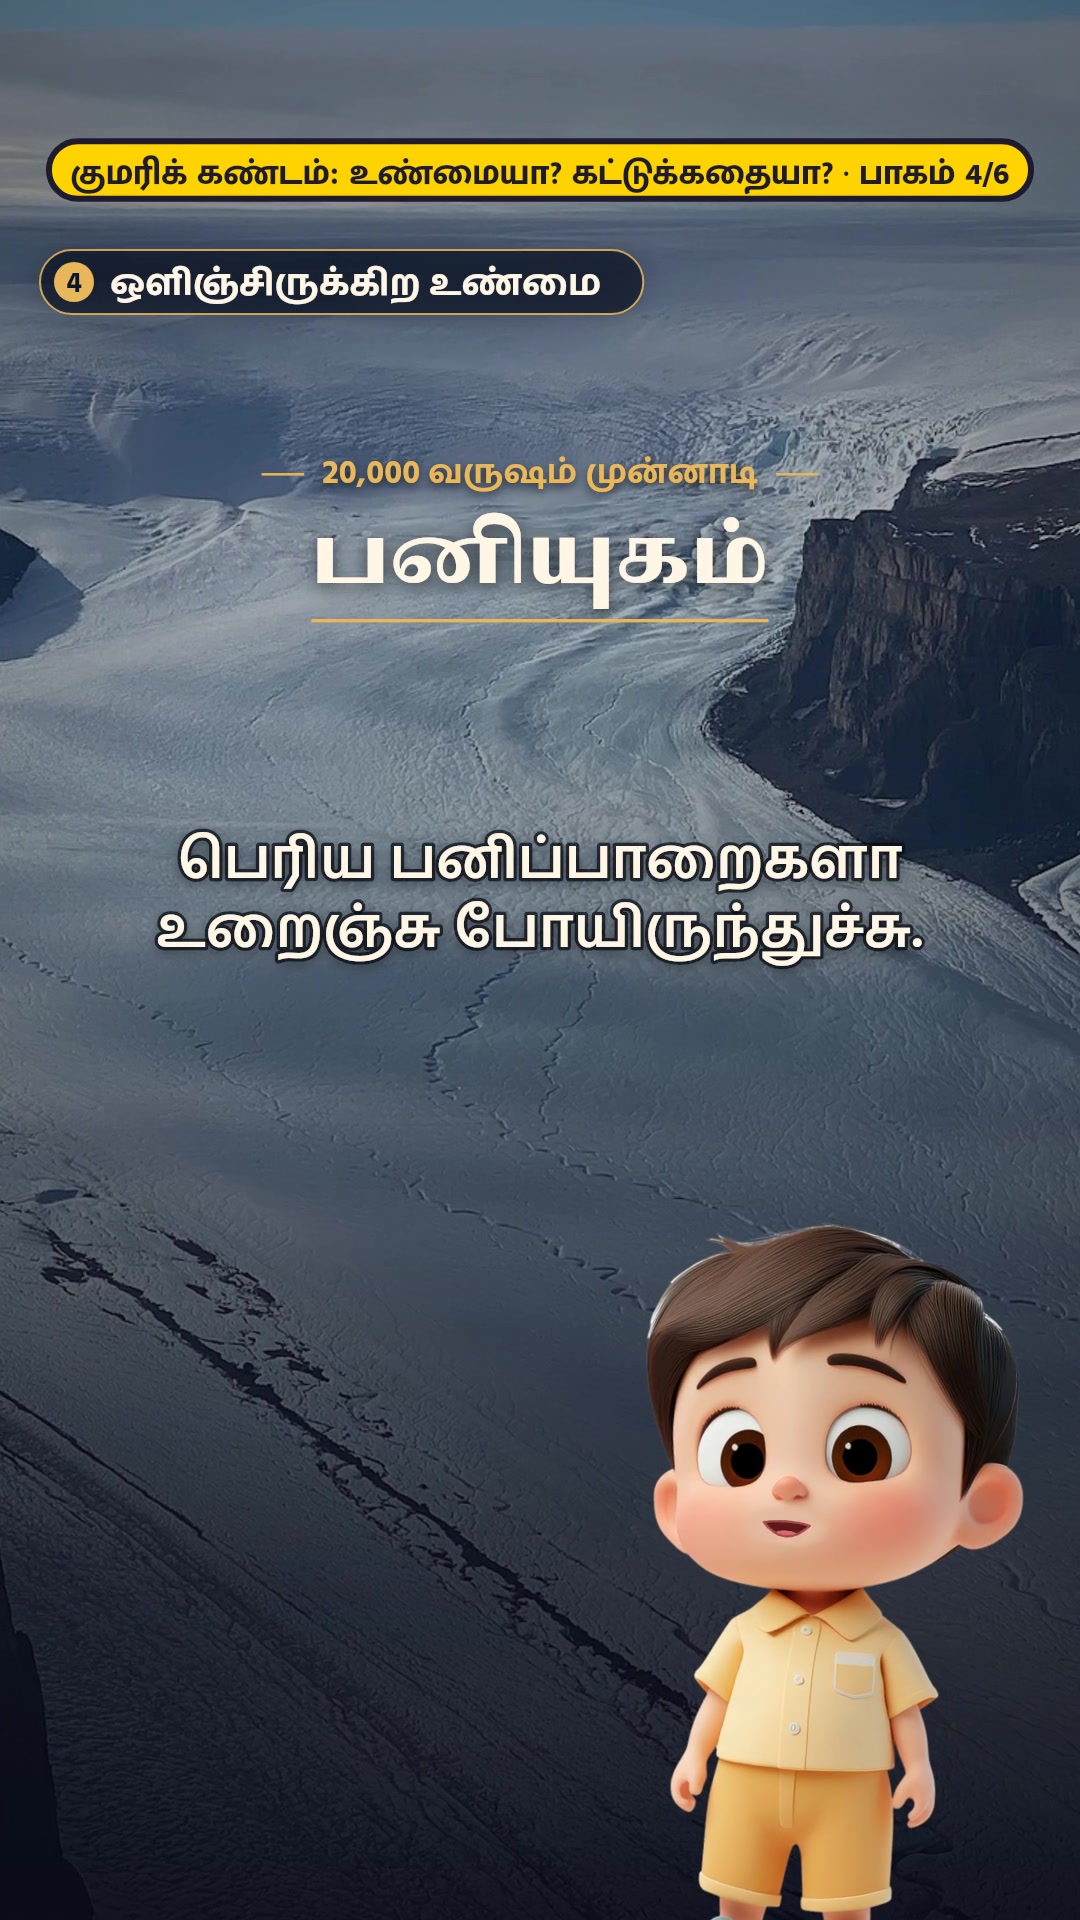 குமரிக் கண்டம்: உண்மையா? கட்டுக்கதையா? · பாகம் 4/6
4 ஒளிஞ்சிருக்கிற உண்மை
20,000 வருஷம் முன்னாடி
பனியுகம்
பெரிய பனிப்பாறைகளா
உறைஞ்சு போயிருந்துச்சு.